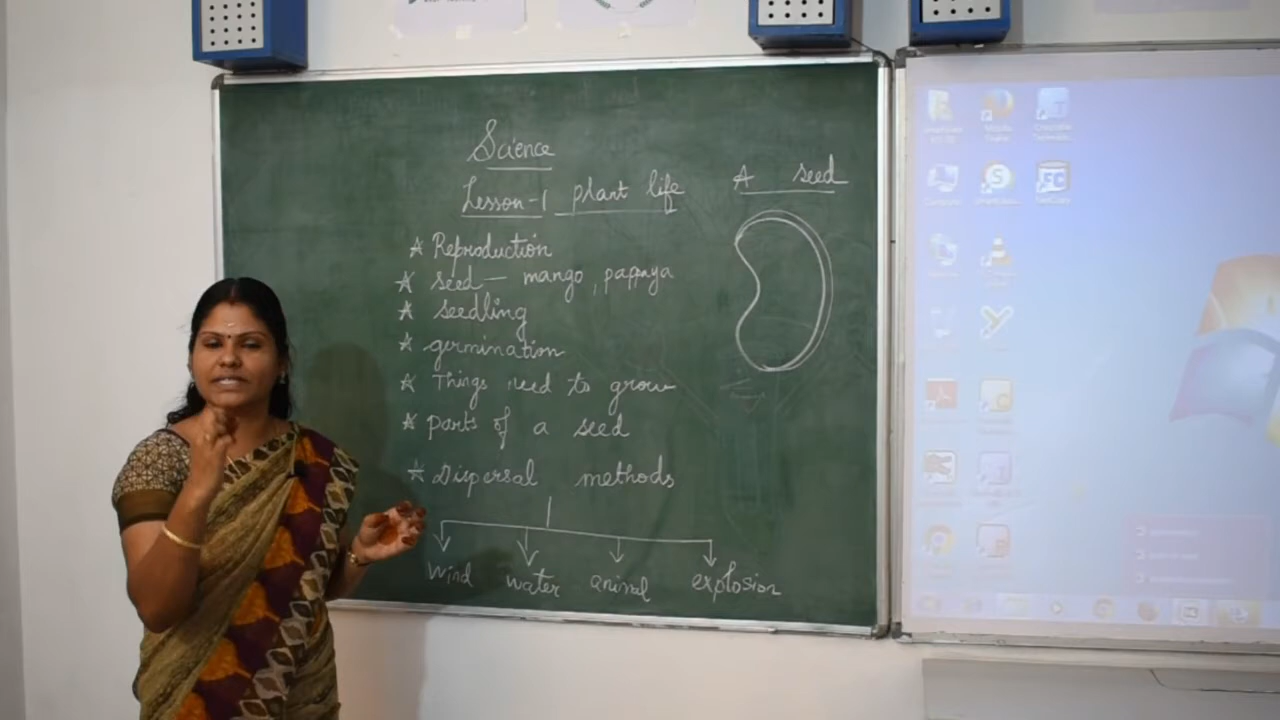 Science
Lesson-1 plant life
A seed
★ Reproduction
★ seed — mango, pappaya
★ seedling
★ germination
★ Things need to grow
★ parts of a seed
★ Dispersal methods
wind water animal explosion